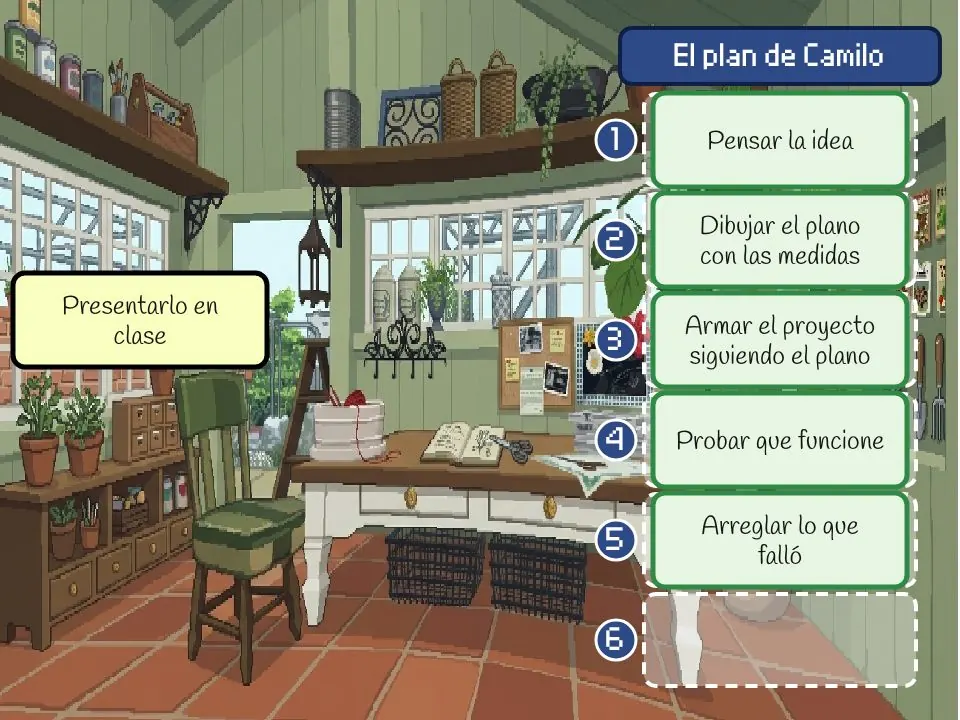 El plan de Camilo
1
Pensar la idea
2
Dibujar el plano
con las medidas
3
Armar el proyecto
siguiendo el plano
4
Probar que funcione
5
Arreglar lo que
falló
6
Presentarlo en
clase